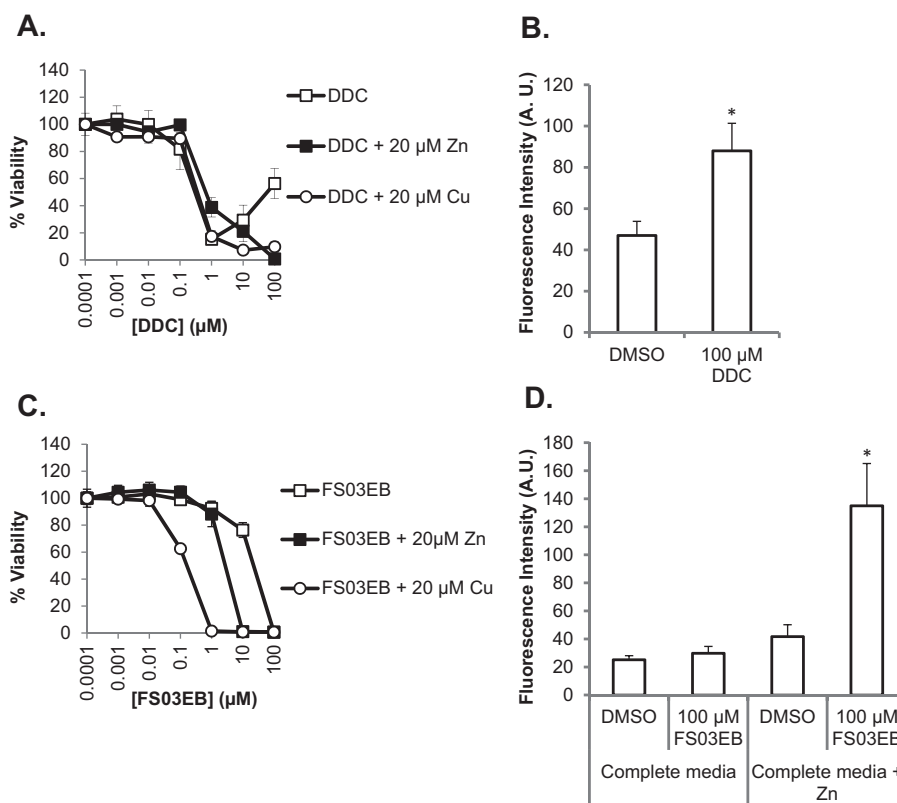 A.
140
120
100
80
60
40
20
0
% Viability
0.0001
0.001
0.01
0.1
1
10
100
[DDC] (µM)
DDC
DDC + 20 µM Zn
DDC + 20 µM Cu
B.
120
100
80
60
40
20
0
Fluorescence Intensity (A. U.)
*
DMSO
100 µM
DDC
C.
140
120
100
80
60
40
20
0
% Viability
0.0001
0.001
0.01
0.1
1
10
100
[FS03EB] (µM)
FS03EB
FS03EB + 20µM Zn
FS03EB + 20 µM Cu
D.
180
160
140
120
100
80
60
40
20
0
Fluorescence Intensity (A.U.)
*
DMSO
100 µM
FS03EB
DMSO
100 µM
FS03EB
Complete media
Complete media +
Zn